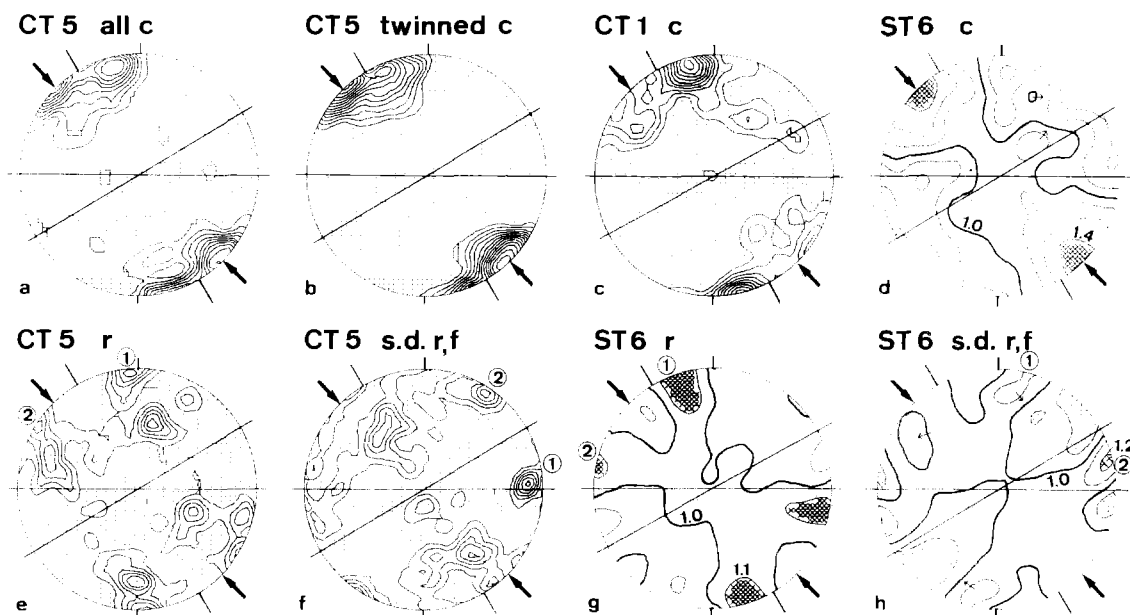 CT 5 all c
CT 5 twinned c
CT 1 c
ST 6 c
1.0
1.4
a
b
c
d
CT 5 r
CT 5 s.d. r,f
ST 6 r
ST 6 s.d. r,f
①
②
②
①
①
②
1.0
1.1
①
1.2
②
1.0
e
f
g
h